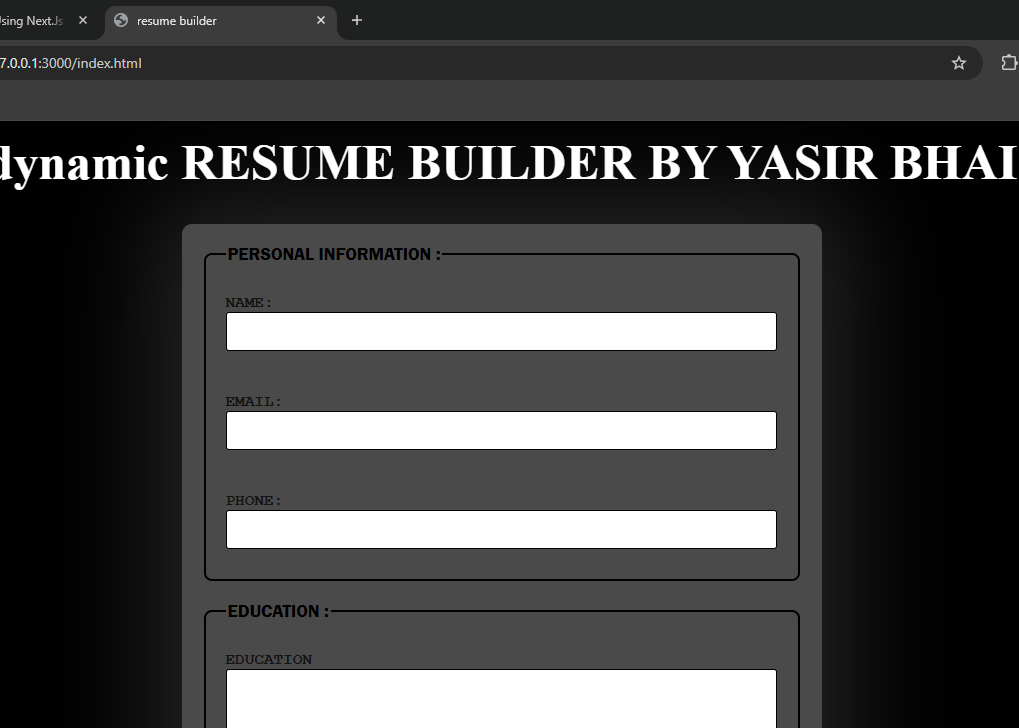 Using Next.Js
resume builder
7.0.0.1:3000/index.html
dynamic RESUME BUILDER BY YASIR BHAI
PERSONAL INFORMATION :
NAME:
EMAIL:
PHONE:
EDUCATION :
EDUCATION